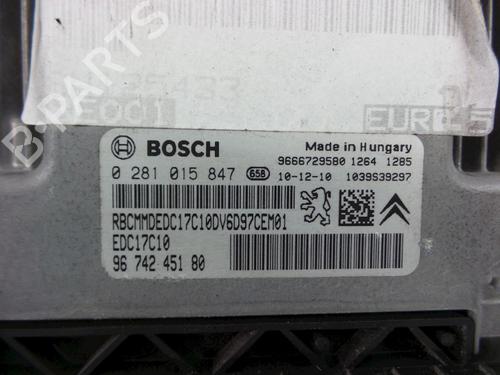 EURO 5
BOSCH
Made in Hungary
9666729580 1264 1285
0 281 015 847 65B 10-12-10 1039S39297
RBCMMDEDC17C10DV6D97CEM01
EDC17C10
96 742 451 80
B-PARTS